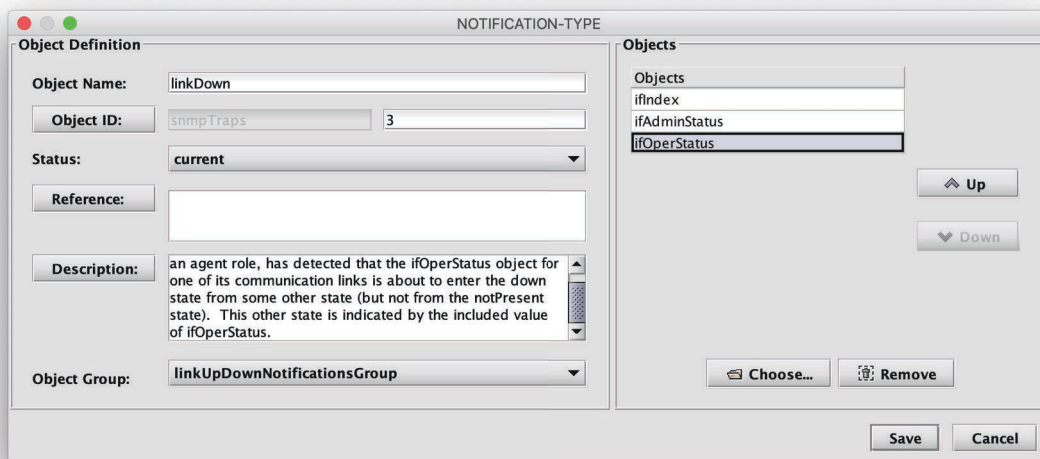 NOTIFICATION-TYPE
Object Definition
Object Name:
linkDown
Object ID:
snmpTraps
3
Status:
current
Reference:
Description:
an agent role, has detected that the ifOperStatus object for
one of its communication links is about to enter the down
state from some other state (but not from the notPresent
state).  This other state is indicated by the included value
of ifOperStatus.
Object Group:
linkUpDownNotificationsGroup
Objects
Objects
ifIndex
ifAdminStatus
ifOperStatus
Up
Down
Choose...
Remove
Save
Cancel